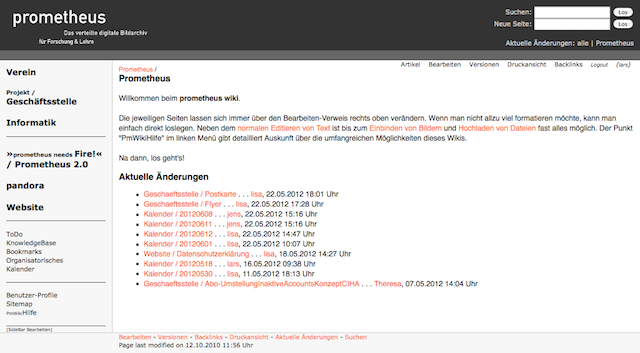 prometheus
Das verteilte digitale Bildarchiv
für Forschung & Lehre
Suchen: Los
Neue Seite: Los
Aktuelle Änderungen: alle | Prometheus
Artikel Bearbeiten Versionen Druckansicht Backlinks Logout (lars)
Verein
Projekt /
Geschäftsstelle
Informatik
»prometheus needs Fire!«
/ Prometheus 2.0
pandora
Website
ToDo
KnowledgeBase
Bookmarks
Organisatorisches
Kalender
Benutzer-Profile
Sitemap
PmWikiHilfe
(SideBar Bearbeiten)
Prometheus /
Prometheus
Willkommen beim prometheus wiki.
Die jeweiligen Seiten lassen sich immer über den Bearbeiten-Verweis rechts oben verändern. Wenn man nicht allzu viel formatieren möchte, kann man
einfach direkt loslegen. Neben dem normalen Editieren von Text ist bis zum Einbinden von Bildern und Hochladen von Dateien fast alles möglich. Der Punkt
"PmWikiHilfe" im linken Menü gibt detailliert Auskunft über die umfangreichen Möglichkeiten dieses Wikis.
Na dann, los geht's!
Aktuelle Änderungen
Geschaeftsstelle / Postkarte . . . lisa, 22.05.2012 18:01 Uhr
Geschaeftsstelle / Flyer . . . lisa, 22.05.2012 17:28 Uhr
Kalender / 20120608 . . . jens, 22.05.2012 15:16 Uhr
Kalender / 20120611 . . . jens, 22.05.2012 15:16 Uhr
Kalender / 20120612 . . . lisa, 22.05.2012 14:47 Uhr
Kalender / 20120601 . . . lisa, 22.05.2012 10:07 Uhr
Website / Datenschutzerklärung . . . lisa, 18.05.2012 14:27 Uhr
Kalender / 20120518 . . . lars, 16.05.2012 09:38 Uhr
Kalender / 20120530 . . . lisa, 11.05.2012 18:13 Uhr
Geschaeftsstelle / Abo-UmstellungInaktiveAccountsKonzeptCIHA . . . Theresa, 07.05.2012 14:04 Uhr
Bearbeiten - Versionen - Backlinks - Druckansicht - Aktuelle Änderungen - Suchen
Page last modified on 12.10.2010 11:56 Uhr